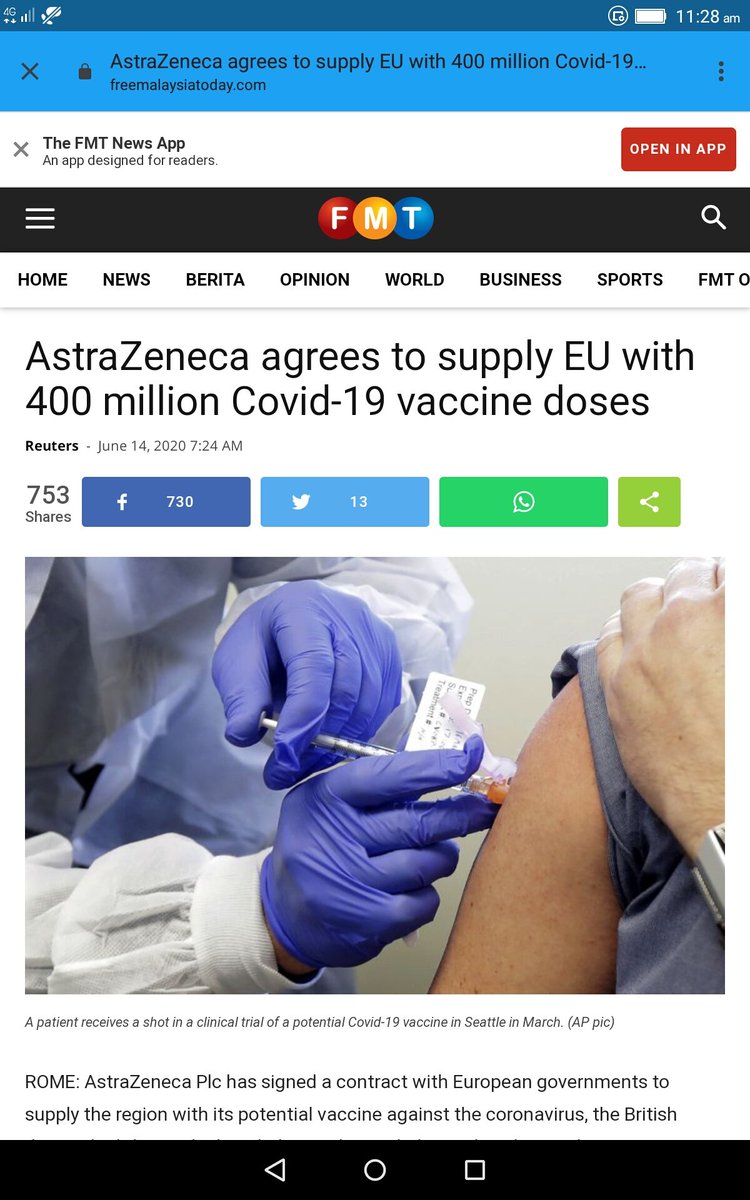 4G
11:28 am
AstraZeneca agrees to supply EU with 400 million Covid-19...
freemalaysiatoday.com
The FMT News App
An app designed for readers.
OPEN IN APP
FMT
HOME NEWS BERITA OPINION WORLD BUSINESS SPORTS FMT O
AstraZeneca agrees to supply EU with
400 million Covid-19 vaccine doses
Reuters - June 14, 2020 7:24 AM
753
Shares
730
13
Prep D
Treatment #
A patient receives a shot in a clinical trial of a potential Covid-19 vaccine in Seattle in March. (AP pic)
ROME: AstraZeneca Plc has signed a contract with European governments to
supply the region with its potential vaccine against the coronavirus, the British